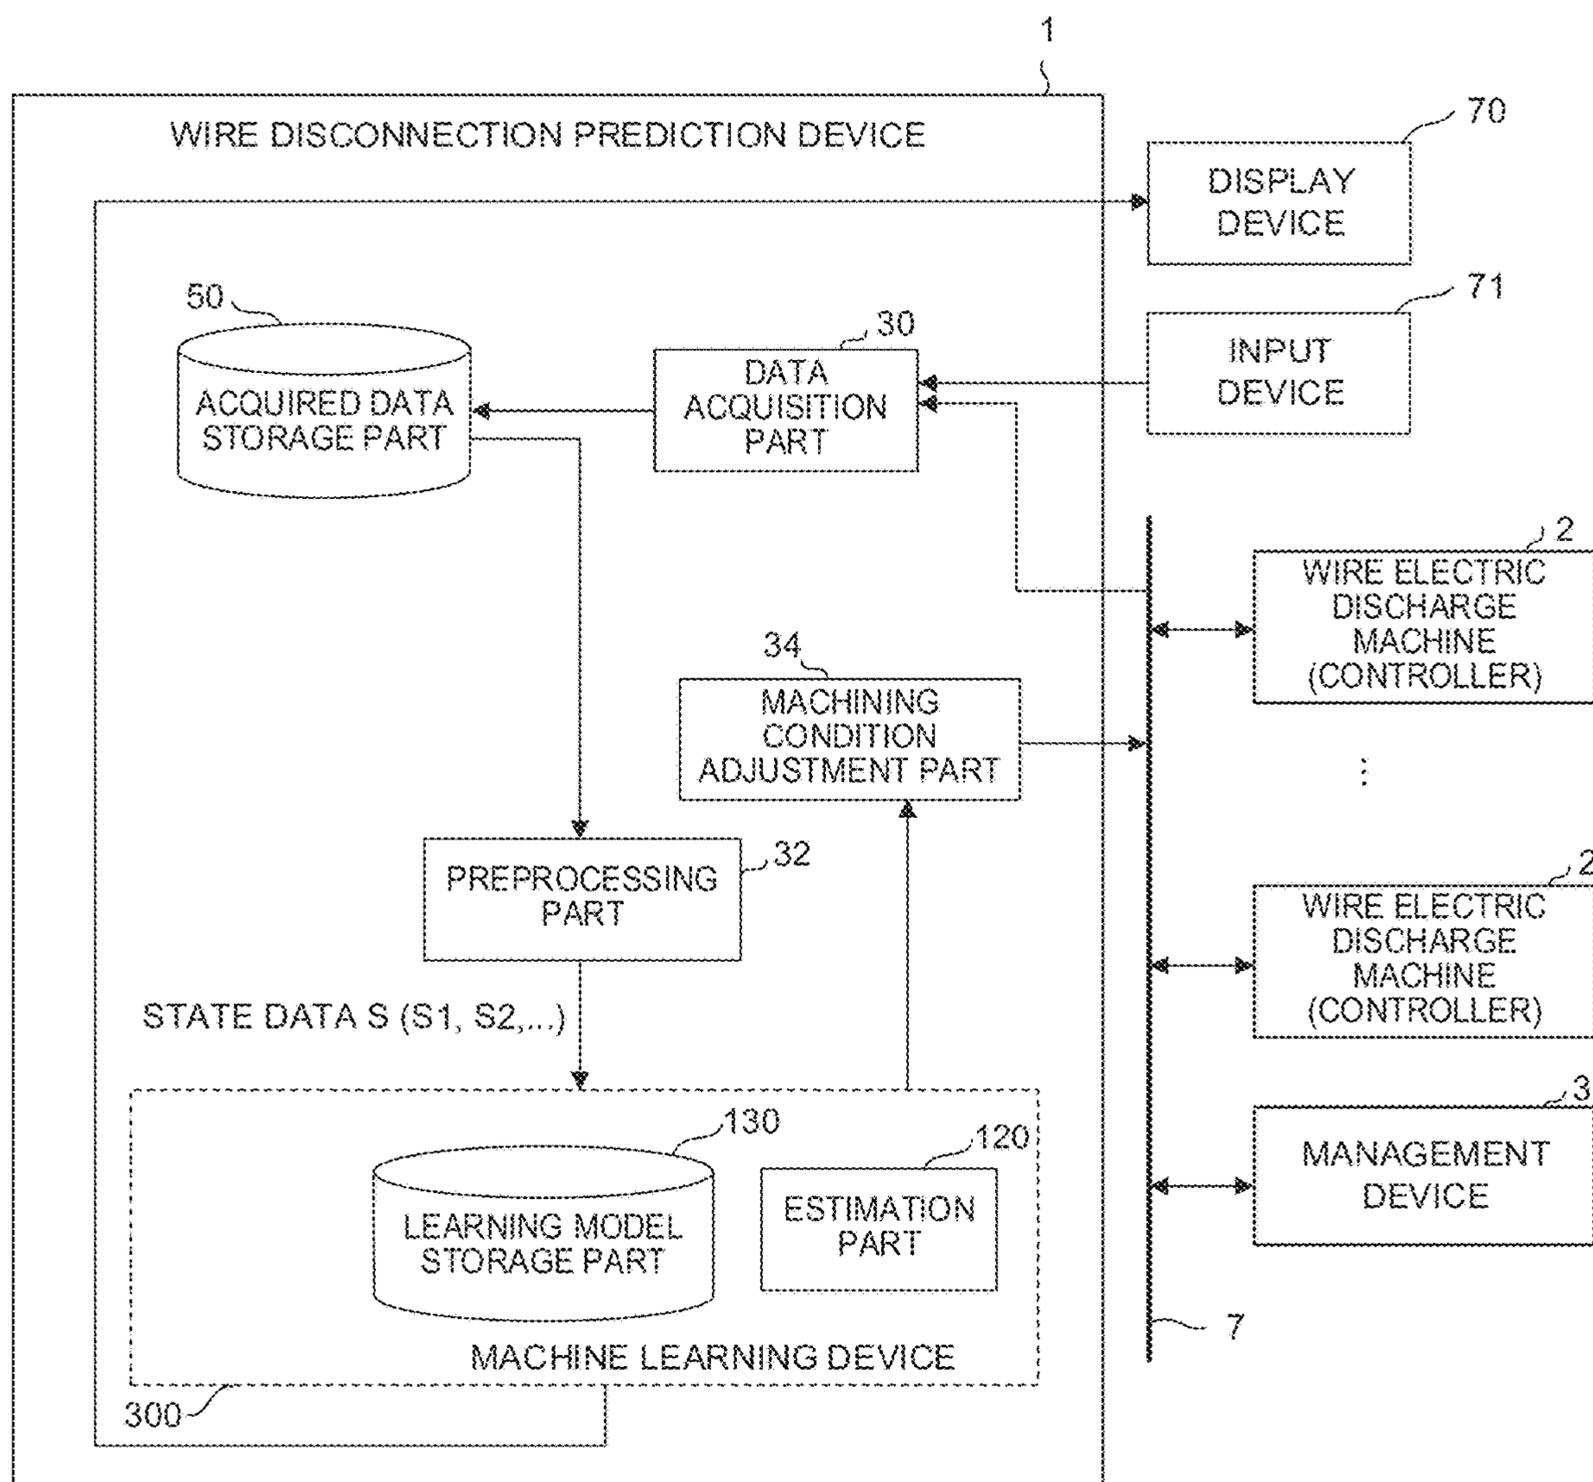 1
WIRE DISCONNECTION PREDICTION DEVICE
70
DISPLAY
DEVICE
71
INPUT
DEVICE
50
ACQUIRED DATA
STORAGE PART
30
DATA
ACQUISITION
PART
2
WIRE ELECTRIC
DISCHARGE
MACHINE
(CONTROLLER)
34
MACHINING
CONDITION
ADJUSTMENT PART
...
32
PREPROCESSING
PART
2
WIRE ELECTRIC
DISCHARGE
MACHINE
(CONTROLLER)
STATE DATA S (S1, S2,...)
3
MANAGEMENT
DEVICE
130
LEARNING MODEL
STORAGE PART
120
ESTIMATION
PART
7
MACHINE LEARNING DEVICE
300